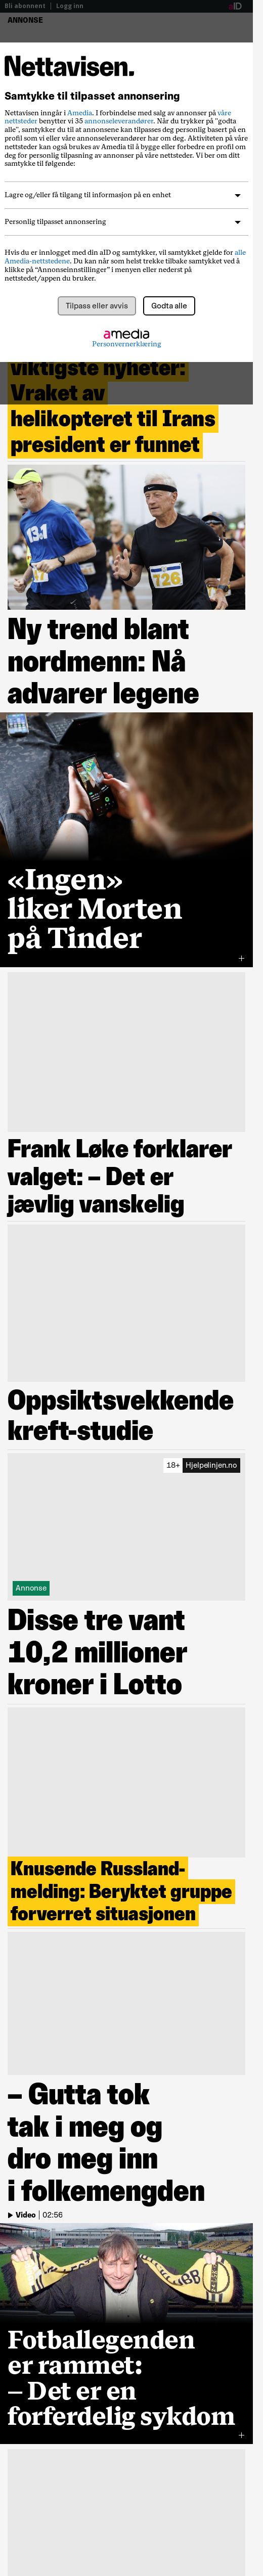 Bli abonnent | Logg inn
aID
ANNONSE
Nettavisen.
Samtykke til tilpasset annonsering
Nettavisen inngår i Amedia. I forbindelse med salg av annonser på våre
nettsteder benytter vi 35 annonseleverandører. Når du trykker på "godta
alle", samtykker du til at annonsene kan tilpasses deg personlig basert på en
profil som vi eller våre annonseleverandører har om deg. Aktiviteten på våre
nettsteder kan også brukes av Amedia til å bygge eller forbedre en profil om
deg for personlig tilpasning av annonser på våre nettsteder. Vi ber om ditt
samtykke til følgende:
Lagre og/eller få tilgang til informasjon på en enhet
Personlig tilpasset annonsering
Hvis du er innlogget med din aID og samtykker, vil samtykket gjelde for alle
Amedia-nettstedene. Du kan når som helst trekke tilbake samtykket ved å
klikke på “Annonseinnstillinger” i menyen eller nederst på
nettstedet/appen du bruker.
Tilpass eller avvis
Godta alle
amedia
Personvernerklæring
viktigste nyheter:
Vraket av
helikopteret til Irans
president er funnet
13.1
726
Ny trend blant
nordmenn: Nå
advarer legene
«Ingen»
liker Morten
på Tinder
Frank Løke forklarer
valget: – Det er
jævlig vanskelig
Oppsiktsvekkende
kreft-studie
18+ Hjelpelinjen.no
Annonse
Disse tre vant
10,2 millioner
kroner i Lotto
Knusende Russland-
melding: Beryktet gruppe
forverret situasjonen
– Gutta tok
tak i meg og
dro meg inn
i folkemengden
Video | 02:56
Fotballegenden
er rammet:
– Det er en
forferdelig sykdom